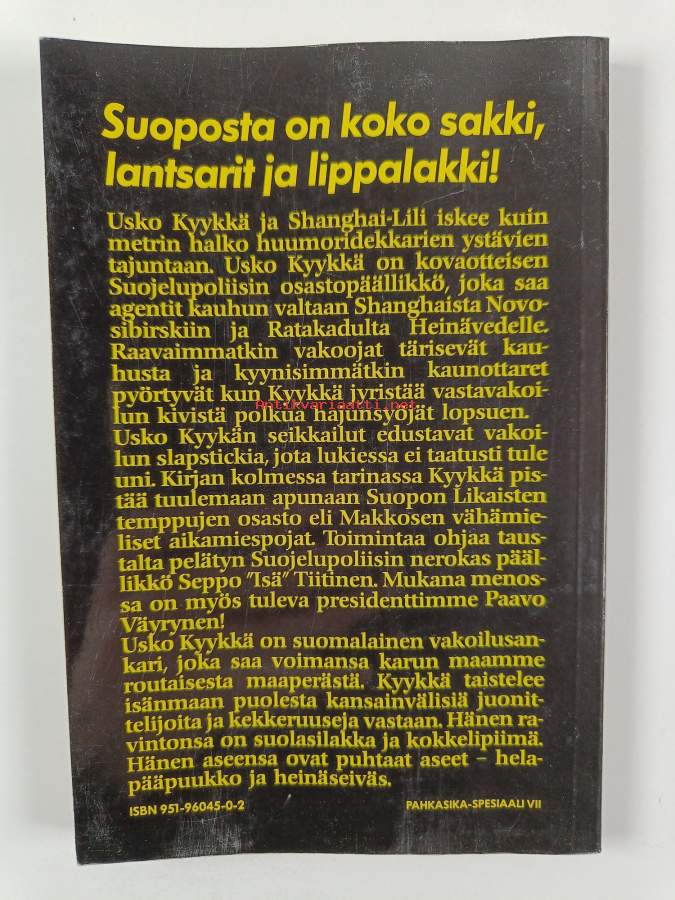 Suoposta on koko sakki,
lantsarit ja lippalakki!
Usko Kyykkä ja Shanghai-Lili iskee kuin
metrin halko huumoridekkarien ystävien
tajuntaan. Usko Kyykkä on kovaotteisen
Suojelupoliisin osastopäällikkö, joka saa
agentit kauhun valtaan Shanghaista Novo-
sibirskiin ja Ratakadulta Heinävedelle.
Raavaimmatkin vakoojat tärisevät kau-
husta ja kyynisimmätkin kaunottaret
pyörtyvät kun Kyykkä jyristää vastavakoi-
Antikvariaatti.net
lun kivistä polkua hajunsyöjät lopsuen.
Usko Kyykän seikkailut edustavat vakoi-
lun slapstickia, jota lukiessa ei taatusti tule
uni. Kirjan kolmessa tarinassa Kyykkä pis-
tää tuulemaan apunaan Suopon Likaisten
temppujen osasto eli Makkosen vähämie-
liset aikamiespojat. Toimintaa ohjaa taus-
talta pelätyn Suojelupoliisin nerokas pääl-
likkö Seppo "Isä" Tiitinen. Mukana menos-
sa on myös tuleva presidenttimme Paavo
Väyrynen!
Usko Kyykkä on suomalainen vakoilusan-
kari, joka saa voimansa karun maamme
routaisesta maaperästä. Kyykkä taistelee
isänmaan puolesta kansainvälisiä juonit-
telijoita ja kekkeruuseja vastaan. Hänen ra-
vintonsa on suolasilakka ja kokkelipiimä.
Hänen aseensa ovat puhtaat aseet – hela-
pääpuukko ja heinäseiväs.
ISBN 951-96045-0-2
PAHKASIKA-SPESIAALI VII